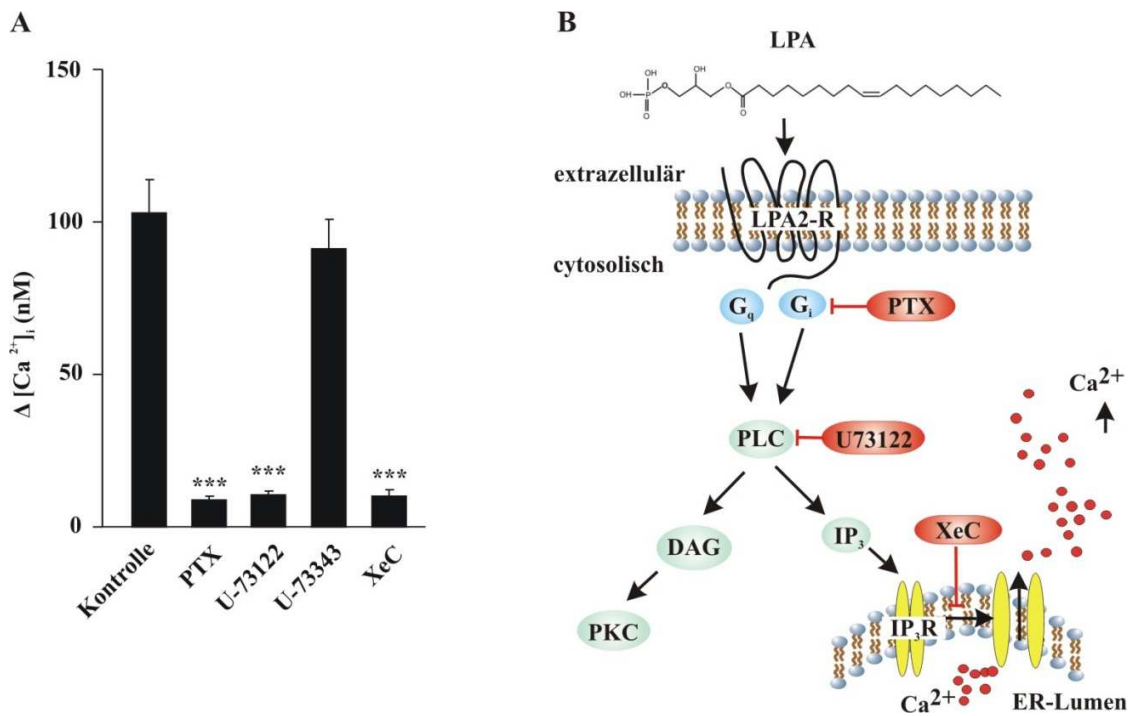 A
150
100
50
0
Δ [Ca 2+]i (nM)
***
***
***
Kontrolle
PTX
U-73122
U-73343
XeC
B
LPA
OH
OH
OH
P
O
O
O
O
extrazellulär
LPA2-R
cytosolisch
Gq
Gi
PTX
Ca2+
PLC
U73122
DAG
IP3
XeC
PKC
IP3R
Ca2+
ER-Lumen